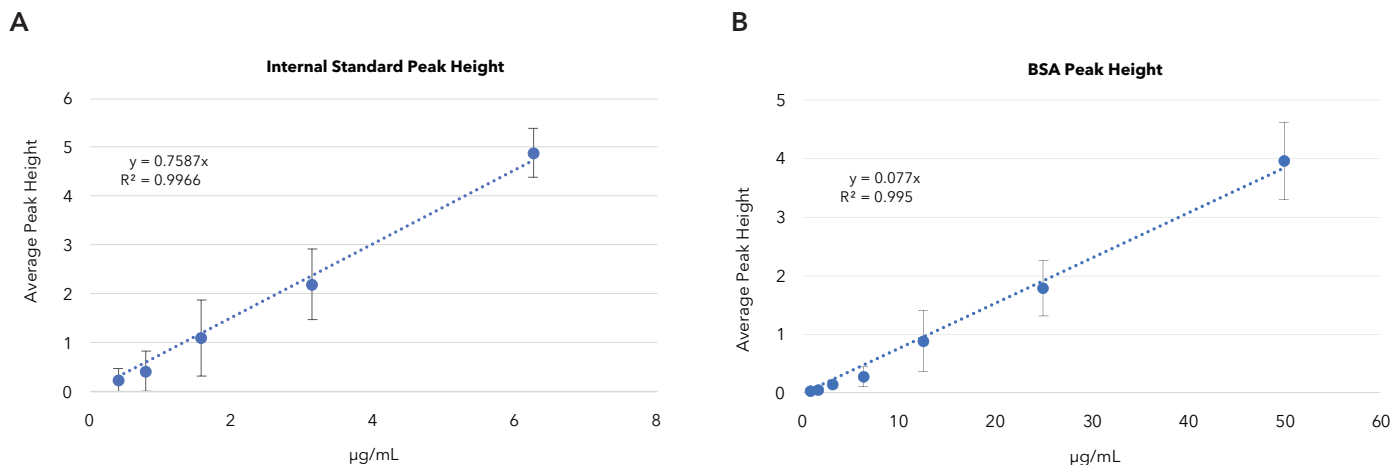 A
Internal Standard Peak Height
Average Peak Height
6
5
4
3
2
1
0
y = 0.7587x
R² = 0.9966
0 2 4 6 8
µg/mL
B
BSA Peak Height
Average Peak Height
5
4
3
2
1
0
y = 0.077x
R² = 0.995
0 10 20 30 40 50 60
µg/mL